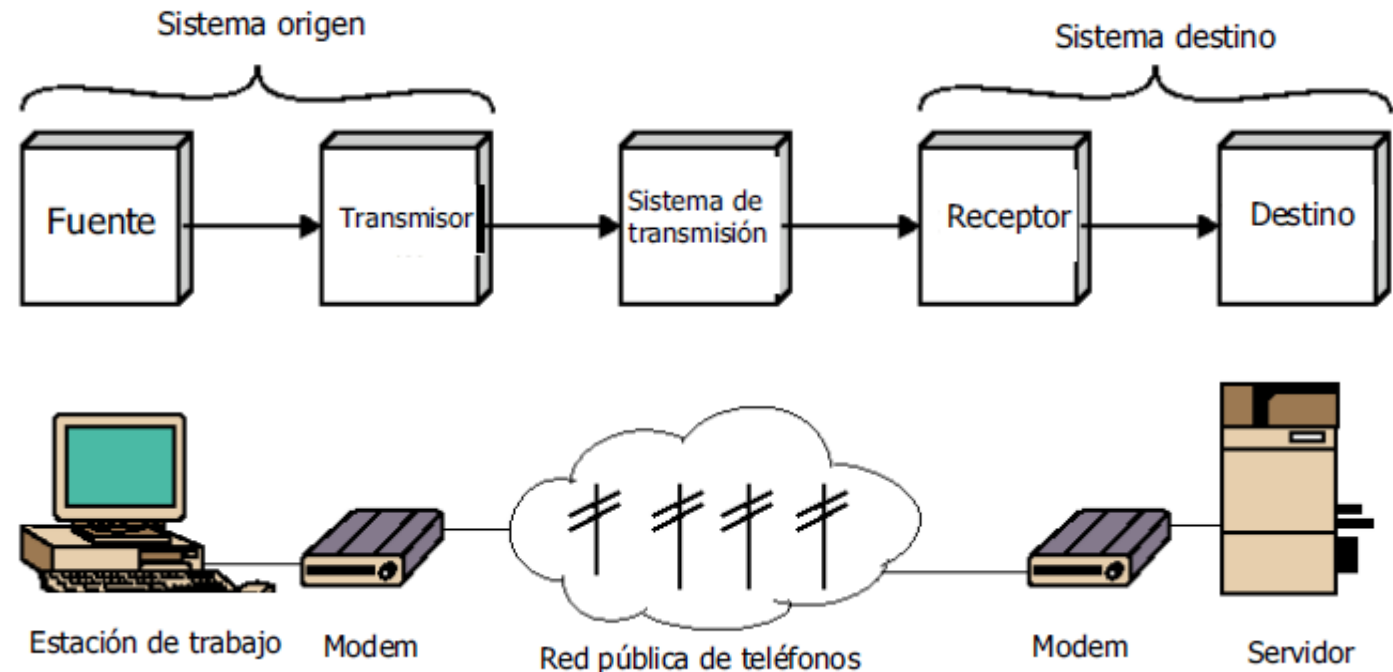 Sistema origen
Sistema destino
Fuente
Transmisor
Sistema de
transmisión
Receptor
Destino
Estación de trabajo
Modem
Red pública de teléfonos
Modem
Servidor